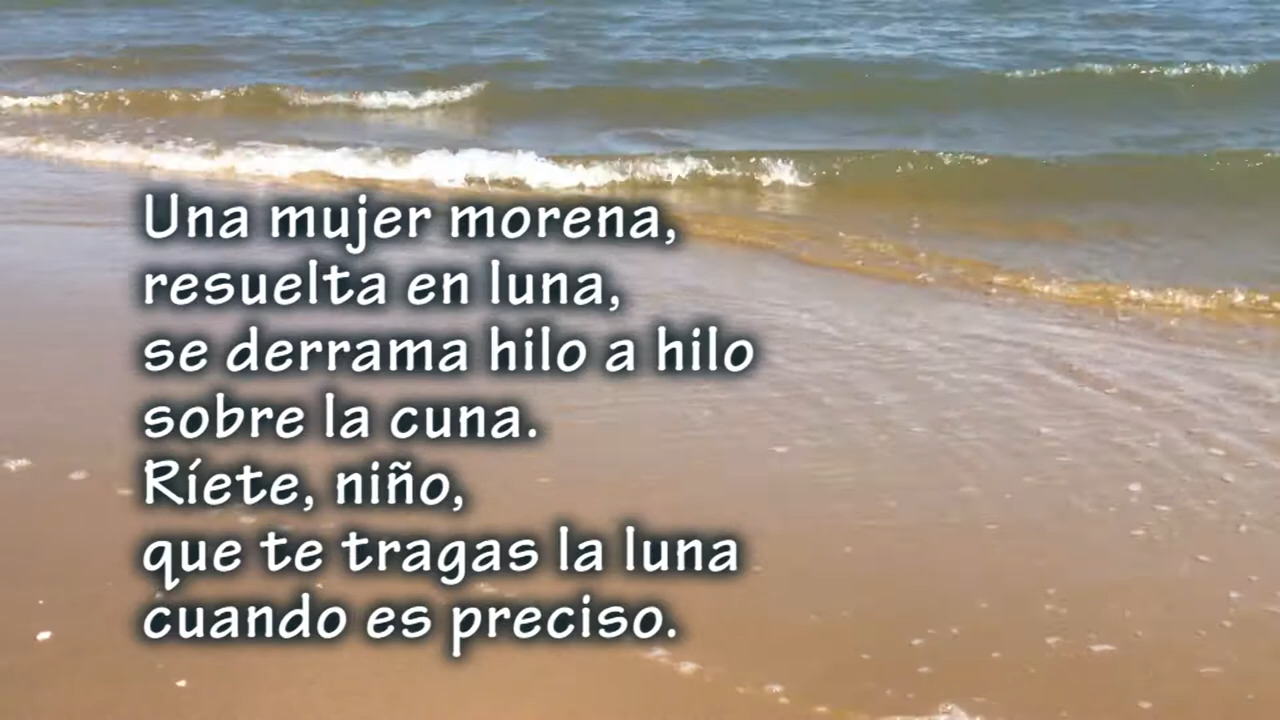 Una mujer morena,
resuelta en luna,
se derrama hilo a hilo
sobre la cuna.
Ríete, niño,
que te tragas la luna
cuando es preciso.